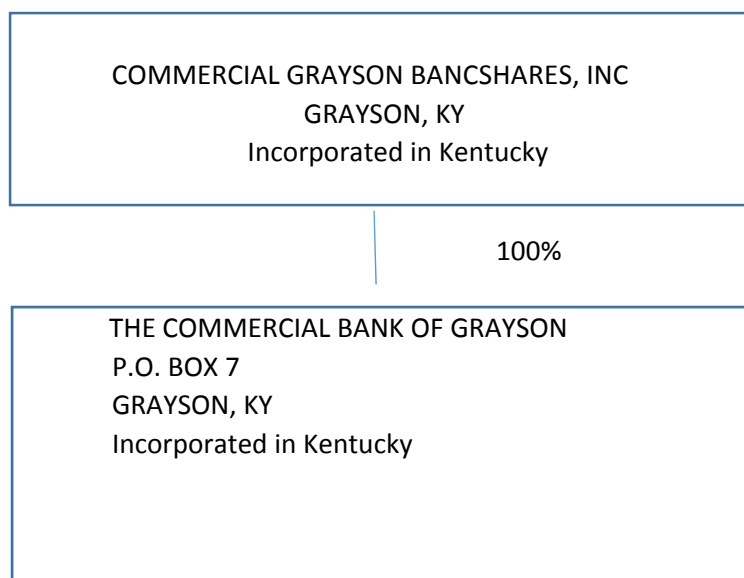 COMMERCIAL GRAYSON BANCSHARES, INC
GRAYSON, KY
Incorporated in Kentucky
100%
THE COMMERCIAL BANK OF GRAYSON
P.O. BOX 7
GRAYSON, KY
Incorporated in Kentucky